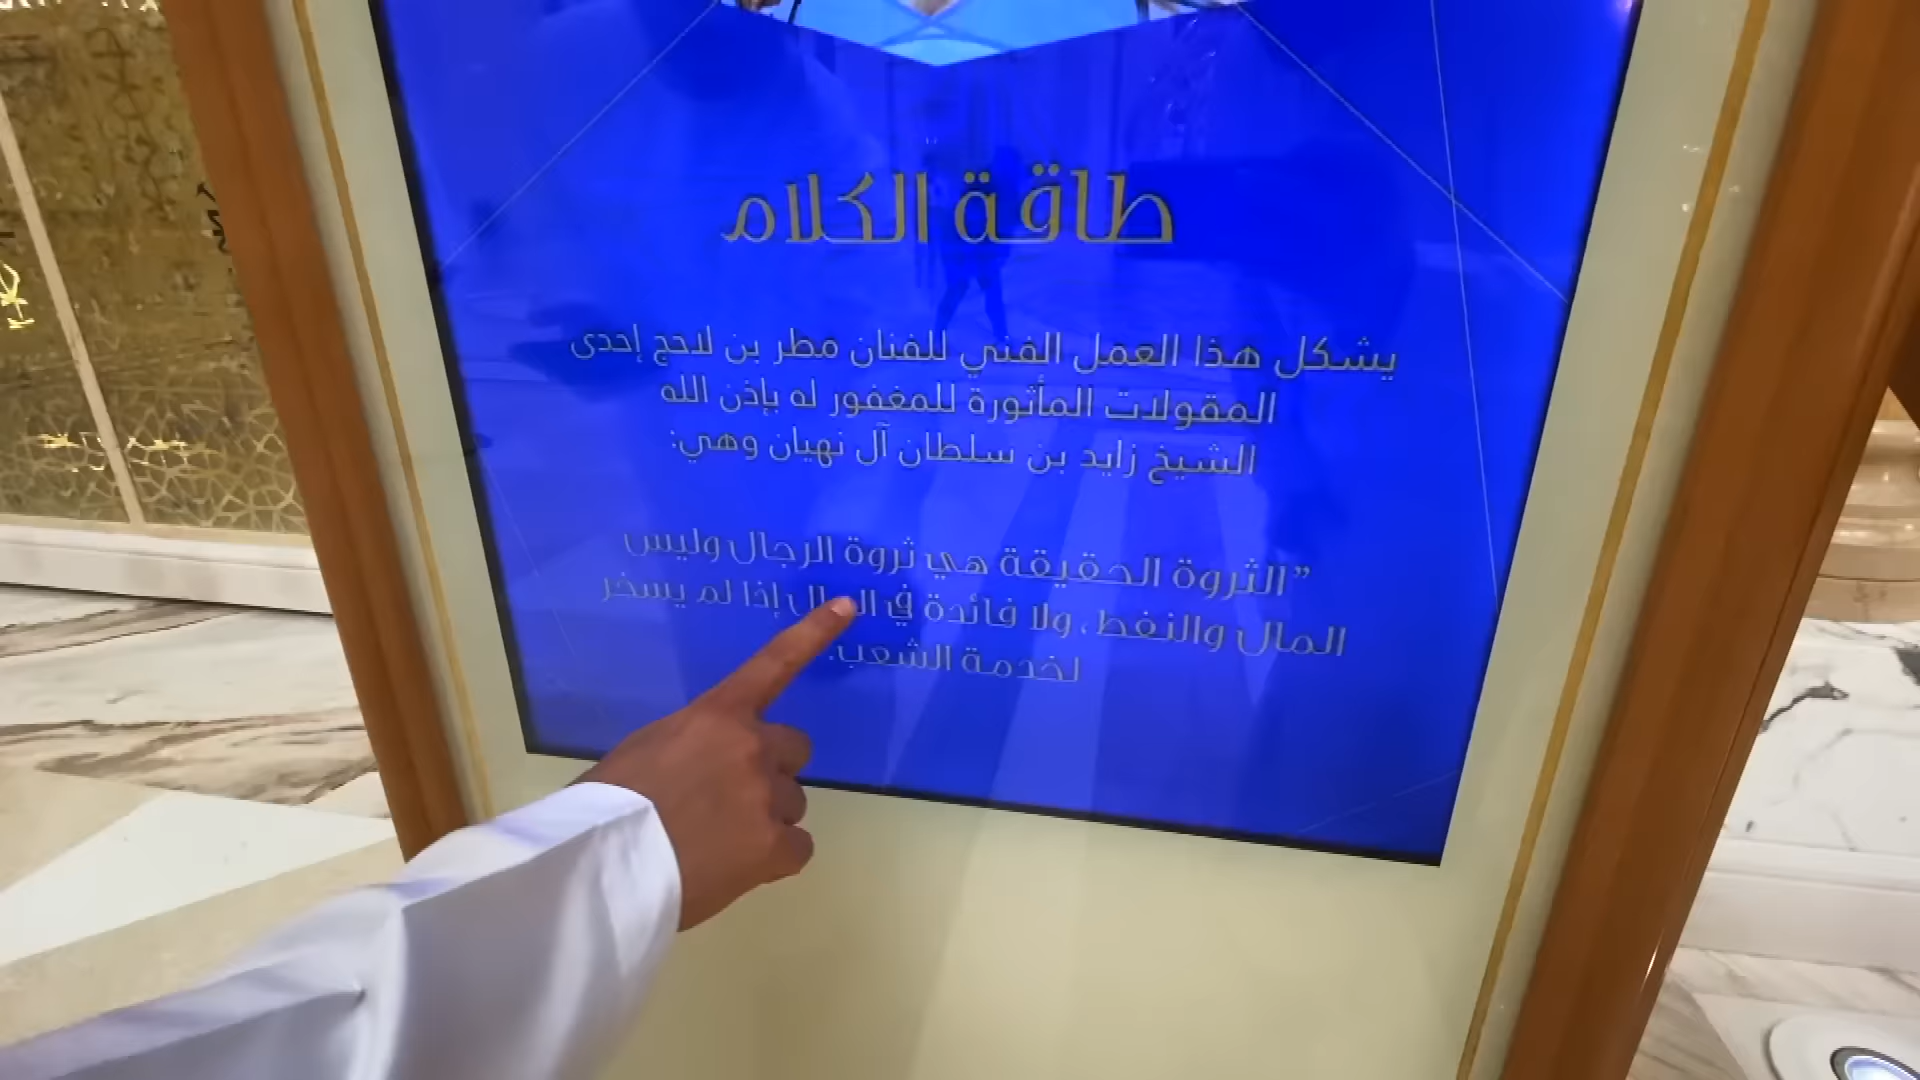 طاقة الكلام
يشكل هذا العمل الفني للفنان مطر بن لاحج إحدى
المقولات المأثورة للمغفور له بإذن الله
الشيخ زايد بن سلطان آل نهيان وهي:
”الثروة الحقيقة هي ثروة الرجال وليس
المال والنفط، ولا فائدة في المال إذا لم يسخر
لخدمة الشعب.